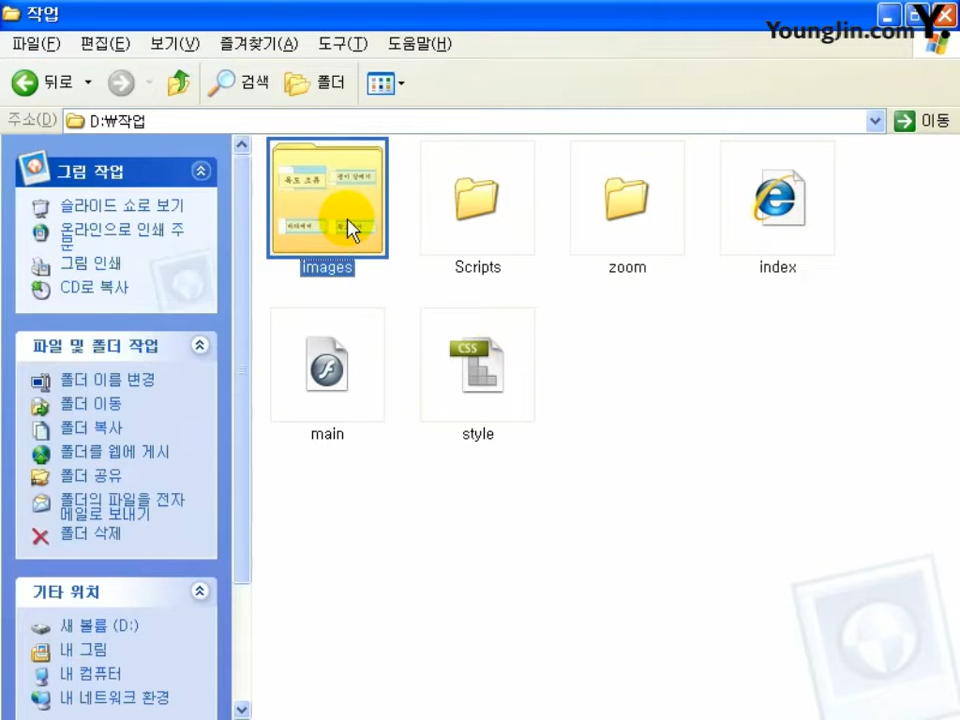 작업
YoungJin.com Y.
파일(F) 편집(E) 보기(V) 즐겨찾기(A) 도구(T) 도움말(H)
뒤로 검색 폴더
주소(D) D:\작업 이동
그림 작업
슬라이드 쇼로 보기
온라인으로 인쇄 주
문
그림 인쇄
CD로 복사
파일 및 폴더 작업
폴더 이름 변경
폴더 이동
폴더 복사
폴더를 웹에 게시
폴더 공유
폴더의 파일을 전자
메일로 보내기
폴더 삭제
기타 위치
새 볼륨 (D:)
내 그림
내 컴퓨터
내 네트워크 환경
images Scripts zoom index
CSS
main style